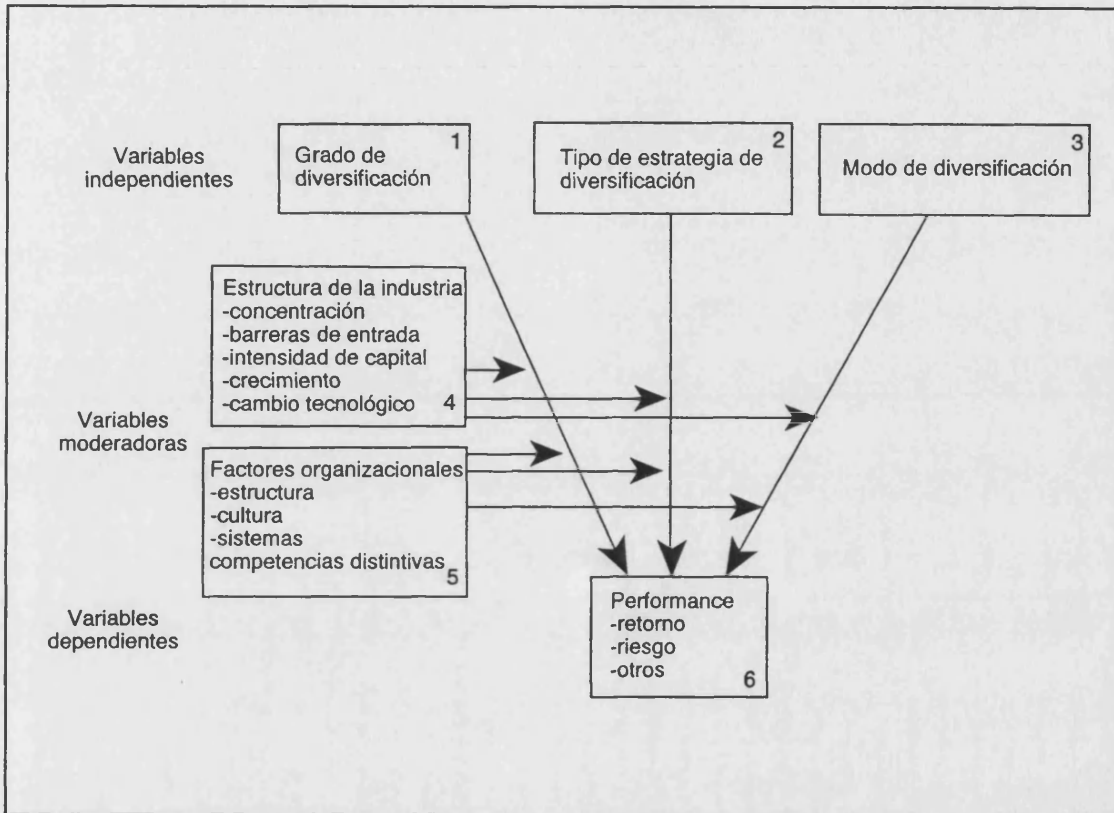 Variables
independientes
1
Grado de
diversificación
2
Tipo de estrategia de
diversificación
3
Modo de diversificación
Variables
moderadoras
Estructura de la industria
-concentración
-barreras de entrada
-intensidad de capital
-crecimiento
-cambio tecnológico 4
Factores organizacionales
-estructura
-cultura
-sistemas
competencias distintivas 5
Variables
dependientes
Performance
-retorno
-riesgo
-otros
6